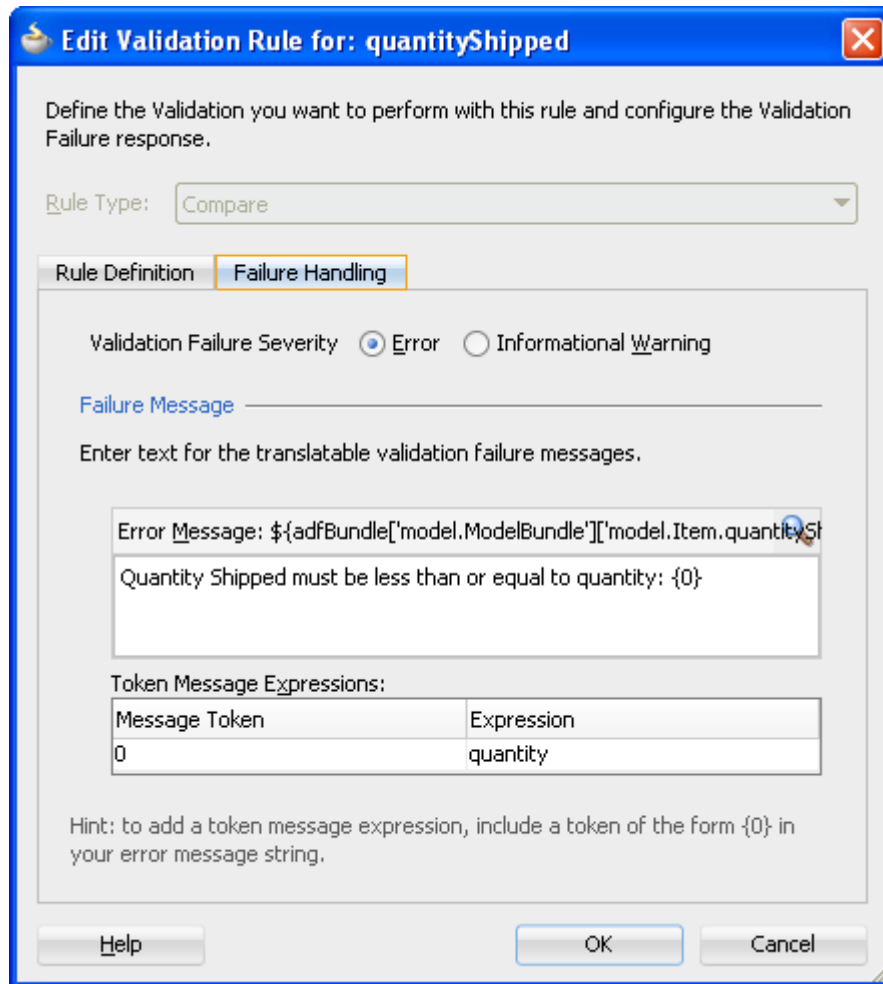 Edit Validation Rule for: quantityShipped
Define the Validation you want to perform with this rule and configure the Validation
Failure response.
Rule Type: Compare
Rule Definition Failure Handling
Validation Failure Severity Error Informational Warning
Failure Message
Enter text for the translatable validation failure messages.
Error Message: ${adfBundle['model.ModelBundle']['model.Item.quantitySh
Quantity Shipped must be less than or equal to quantity: {0}
Token Message Expressions:
Message Token Expression
0 quantity
Hint: to add a token message expression, include a token of the form {0} in
your error message string.
Help OK Cancel